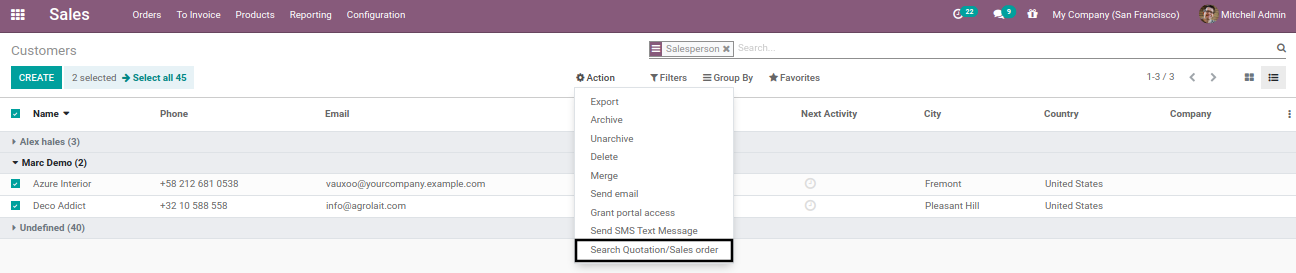 Sales Orders To Invoice Products Reporting Configuration 22 9 My Company (San Francisco) Mitchell Admin
Customers Salesperson Search...
CREATE 2 selected Select all 45 Action Filters Group By Favorites 1-3 / 3
Name Phone Email Next Activity City Country Company
Alex hales (3)
Marc Demo (2)
Azure Interior +58 212 681 0538 vauxoo@yourcompany.example.com Fremont United States
Deco Addict +32 10 588 558 info@agrolait.com Pleasant Hill United States
Undefined (40)
Export
Archive
Unarchive
Delete
Merge
Send email
Grant portal access
Send SMS Text Message
Search Quotation/Sales order